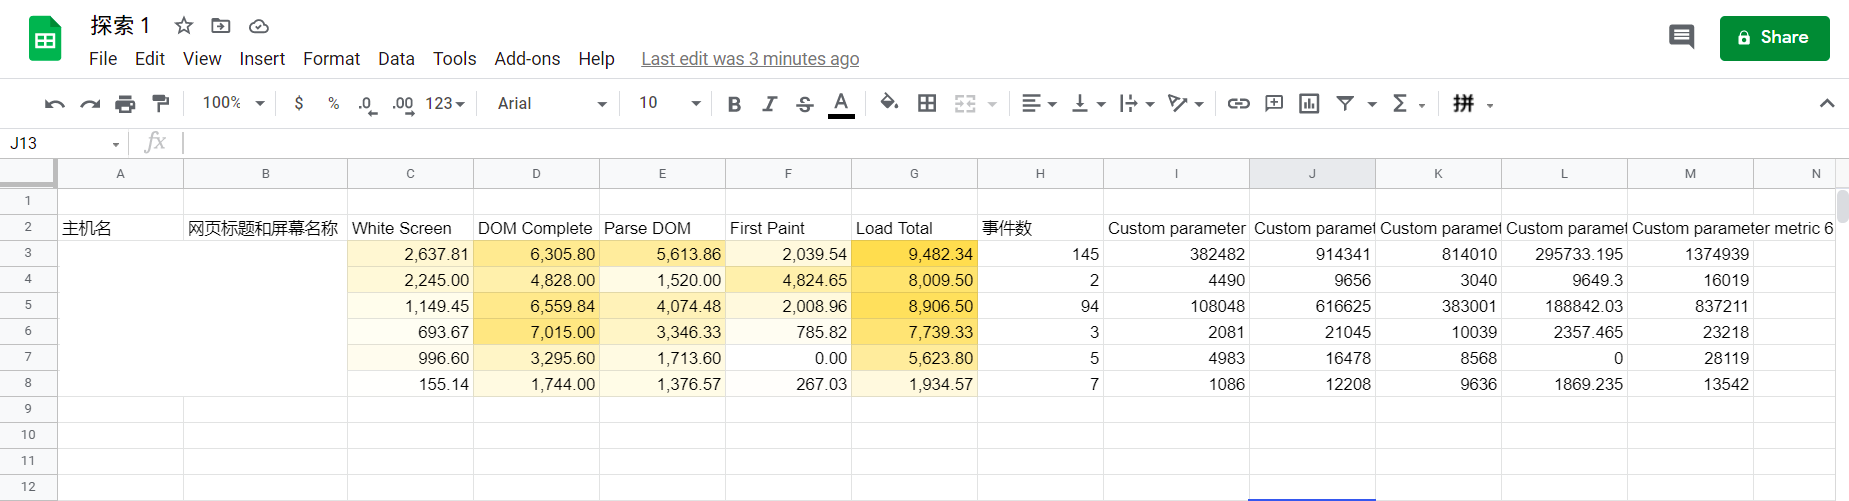 探索 1
File Edit View Insert Format Data Tools Add-ons Help Last edit was 3 minutes ago
Share
100% $ % .0 .00 123 Arial 10 B I S A 拼
J13 fx
A B C D E F G H I J K L M N
1
2 主机名 网页标题和屏幕名称 White Screen DOM Complete Parse DOM First Paint Load Total 事件数 Custom parameter Custom paramet Custom paramet Custom paramet Custom parameter metric 6
3 2,637.81 6,305.80 5,613.86 2,039.54 9,482.34 145 382482 914341 814010 295733.195 1374939
4 2,245.00 4,828.00 1,520.00 4,824.65 8,009.50 2 4490 9656 3040 9649.3 16019
5 1,149.45 6,559.84 4,074.48 2,008.96 8,906.50 94 108048 616625 383001 188842.03 837211
6 693.67 7,015.00 3,346.33 785.82 7,739.33 3 2081 21045 10039 2357.465 23218
7 996.60 3,295.60 1,713.60 0.00 5,623.80 5 4983 16478 8568 0 28119
8 155.14 1,744.00 1,376.57 267.03 1,934.57 7 1086 12208 9636 1869.235 13542
9
10
11
12